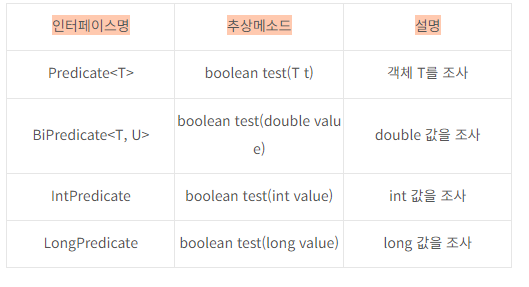 인터페이스명 추상메소드 설명
Predicate<T> boolean test(T t) 객체 T를 조사
BiPredicate<T, U> boolean test(double valu
e) double 값을 조사
IntPredicate boolean test(int value) int 값을 조사
LongPredicate boolean test(long value) long 값을 조사